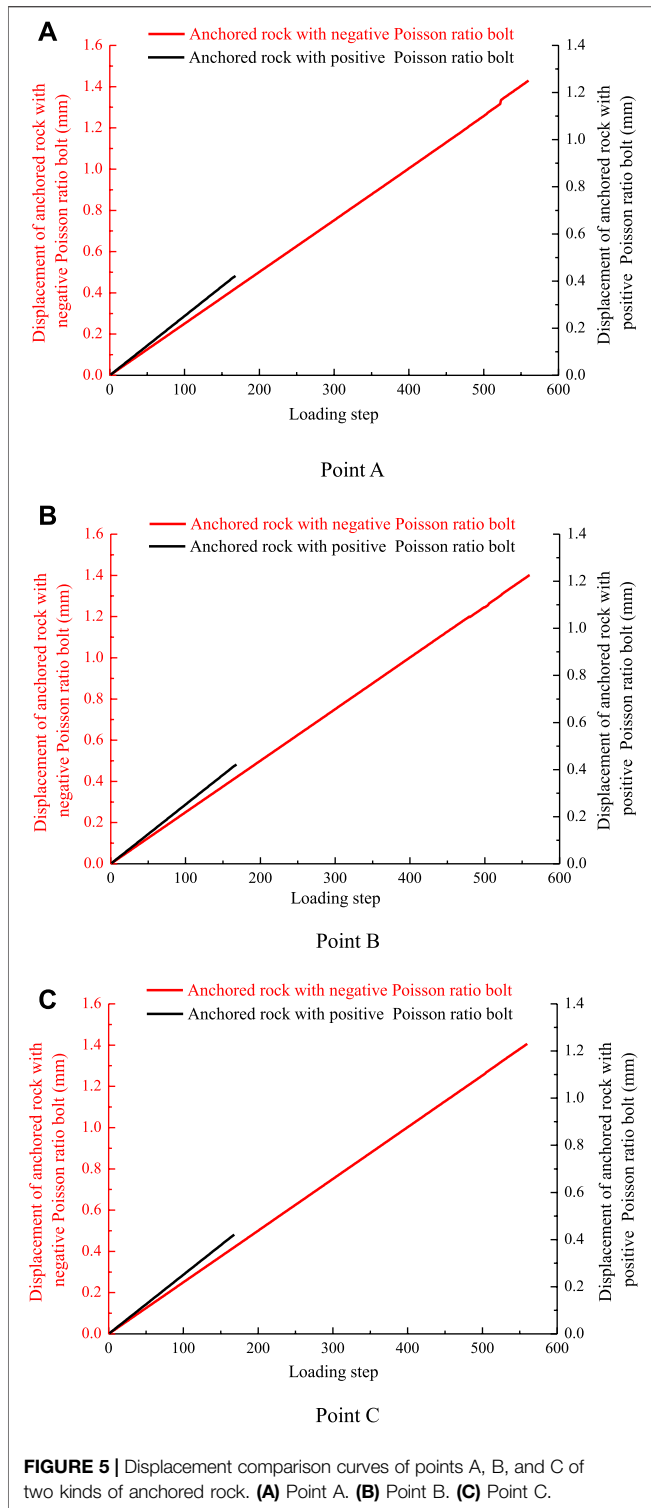 A
Anchored rock with negative Poisson ratio bolt
Anchored rock with positive Poisson ratio bolt
Displacement of anchored rock with
negative Poisson ratio bolt (mm)
1.6
1.4
1.2
1.0
0.8
0.6
0.4
0.2
0.0
1.4
1.2
1.0
0.8
0.6
0.4
0.2
0.0
Displacement of anchored rock with
positive Poisson ratio bolt (mm)
0 100 200 300 400 500 600
Loading step
Point A
B
Anchored rock with negative Poisson ratio bolt
Anchored rock with positive Poisson ratio bolt
Displacement of anchored rock with
negative Poisson ratio bolt (mm)
1.6
1.4
1.2
1.0
0.8
0.6
0.4
0.2
0.0
1.4
1.2
1.0
0.8
0.6
0.4
0.2
0.0
Displacement of anchored rock with
positive Poisson ratio bolt (mm)
0 100 200 300 400 500 600
Loading step
Point B
C
Anchored rock with negative Poisson ratio bolt
Anchored rock with positive Poisson ratio bolt
Displacement of anchored rock with
negative Poisson ratio bolt (mm)
1.6
1.4
1.2
1.0
0.8
0.6
0.4
0.2
0.0
1.4
1.2
1.0
0.8
0.6
0.4
0.2
0.0
Displacement of anchored rock with
positive Poisson ratio bolt (mm)
0 100 200 300 400 500 600
Loading step
Point C
FIGURE 5 | Displacement comparison curves of points A, B, and C of
two kinds of anchored rock. (A) Point A. (B) Point B. (C) Point C.